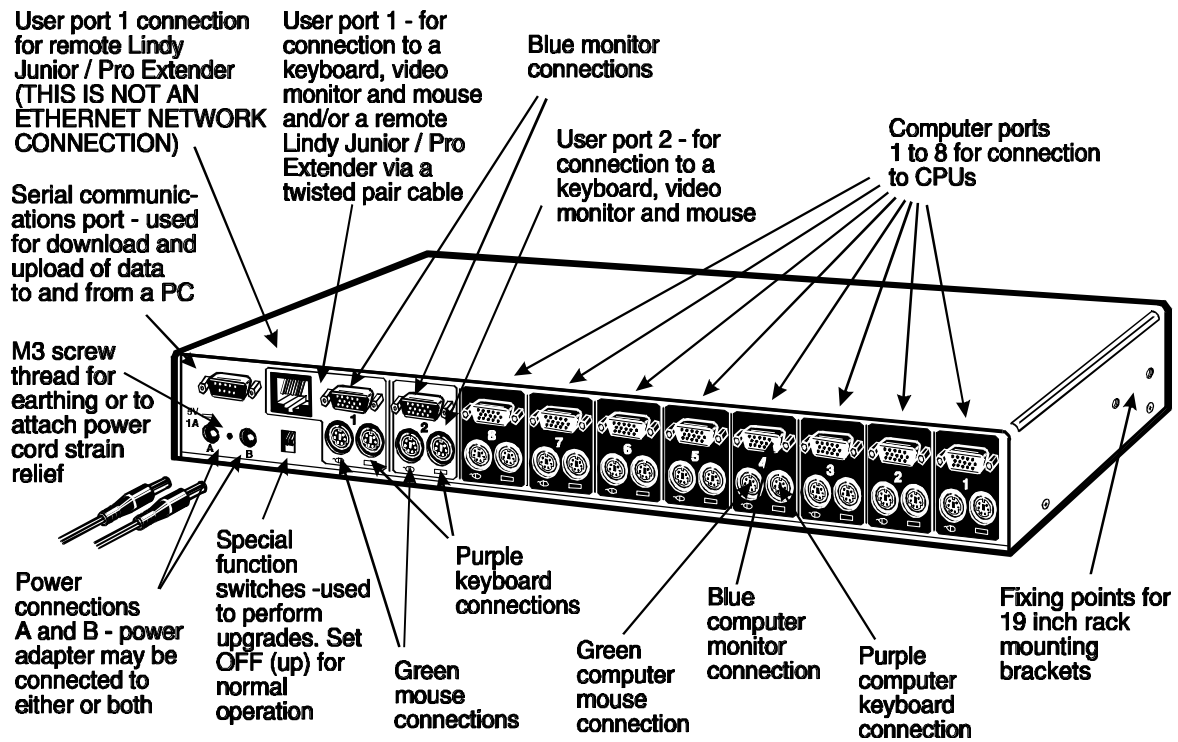 User port 1 connection
for remote Lindy
Junior / Pro Extender
(THIS IS NOT AN
ETHERNET NETWORK
CONNECTION)
User port 1 - for
connection to a
keyboard, video
monitor and mouse
and/or a remote
Lindy Junior / Pro
Extender via a
twisted pair cable
Blue monitor
connections
User port 2 - for
connection to a
keyboard, video
monitor and mouse
Computer ports
1 to 8 for connection
to CPUs
Serial communic-
ations port - used
for download and
upload of data
to and from a PC
M3 screw
thread for
earthing or to
attach power
cord strain
relief
5V
1A
A
B
1
2
8
7
6
5
4
3
2
1
Power
connections
A and B - power
adapter may be
connected to
either or both
Special
function
switches -used
to perform
upgrades. Set
OFF (up) for
normal
operation
Green
mouse
connections
Purple
keyboard
connections
Green
computer
mouse
connection
Blue
computer
monitor
connection
Purple
computer
keyboard
connection
Fixing points for
19 inch rack
mounting
brackets